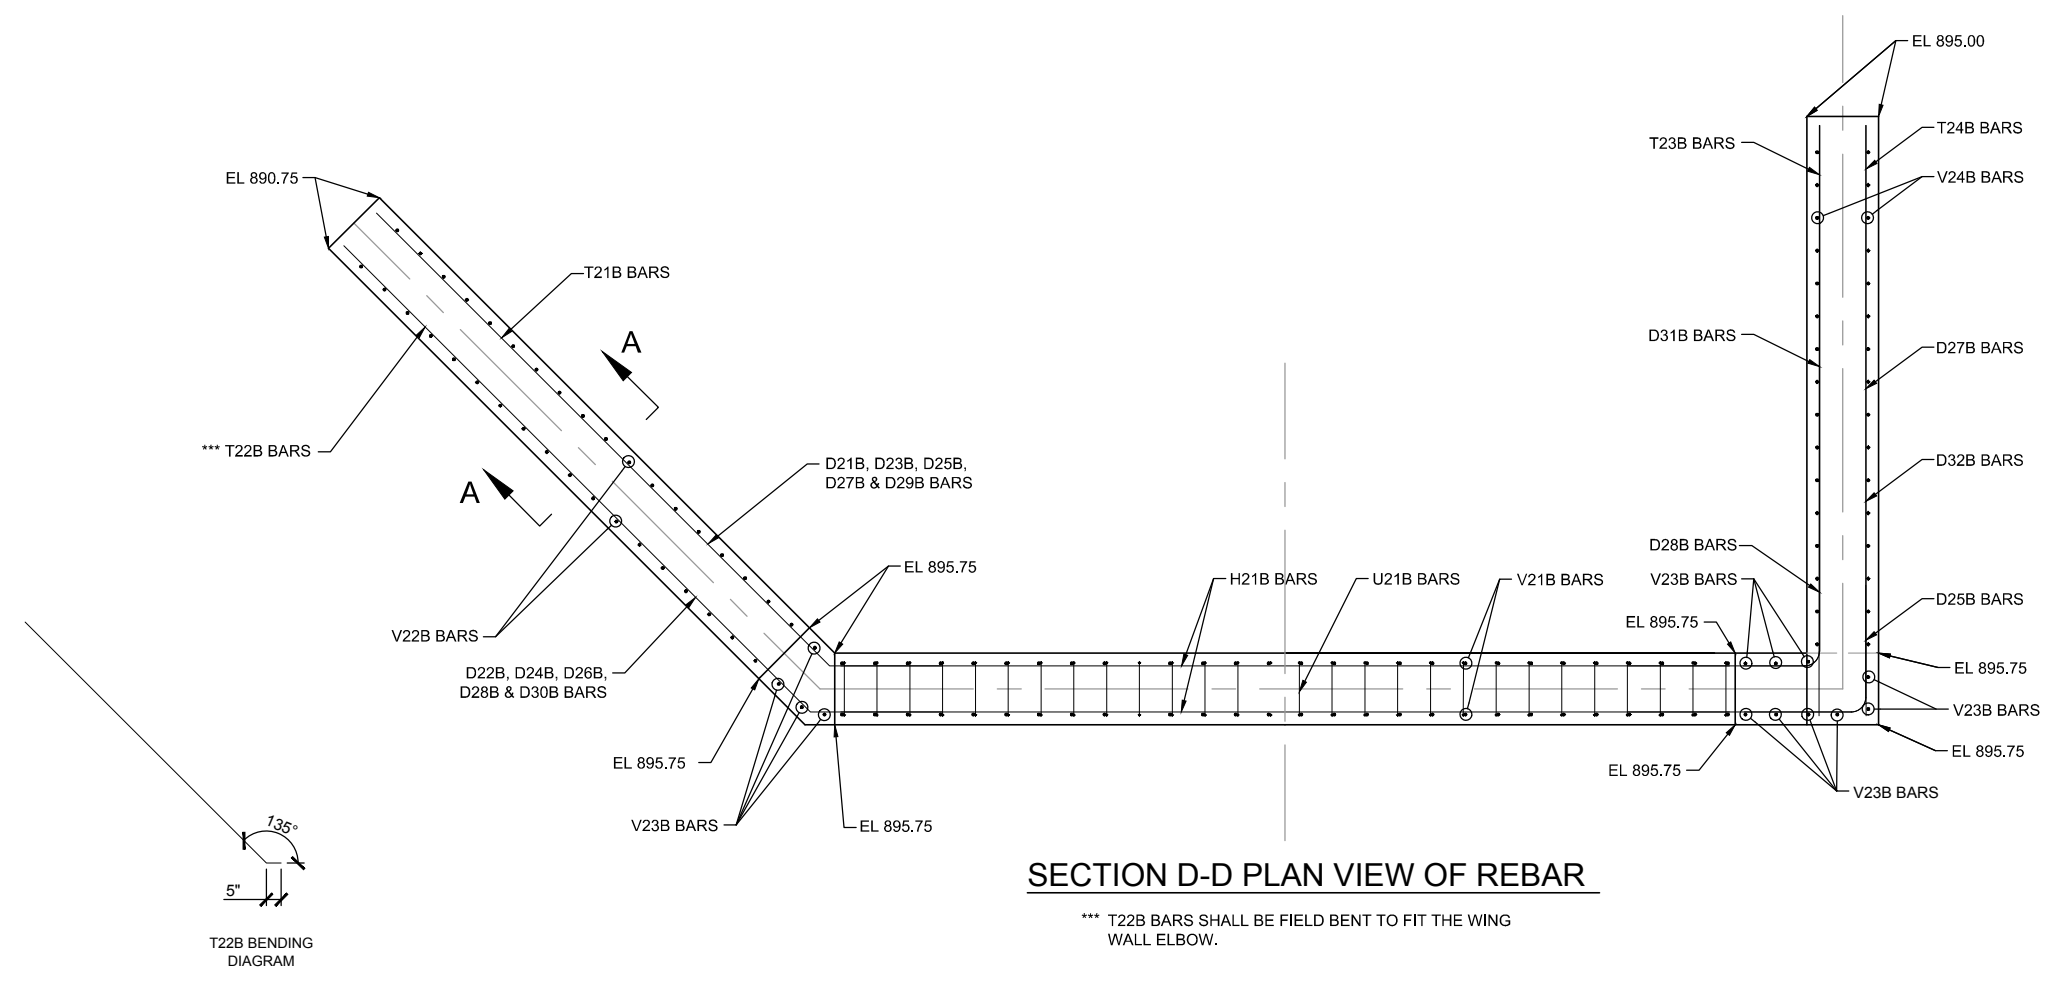 EL 895.00
T24B BARS
T23B BARS
V24B BARS
EL 890.75
T21B BARS
A
D31B BARS
D27B BARS
*** T22B BARS
A
D21B, D23B, D25B,
D27B & D29B BARS
D32B BARS
D28B BARS
EL 895.75
H21B BARS
U21B BARS
V21B BARS
V23B BARS
D25B BARS
EL 895.75
V22B BARS
D22B, D24B, D26B,
D28B & D30B BARS
EL 895.75
V23B BARS
EL 895.75
EL 895.75
EL 895.75
V23B BARS
V23B BARS
EL 895.75
135°
5"
T22B BENDING
DIAGRAM
SECTION D-D PLAN VIEW OF REBAR
*** T22B BARS SHALL BE FIELD BENT TO FIT THE WING
WALL ELBOW.